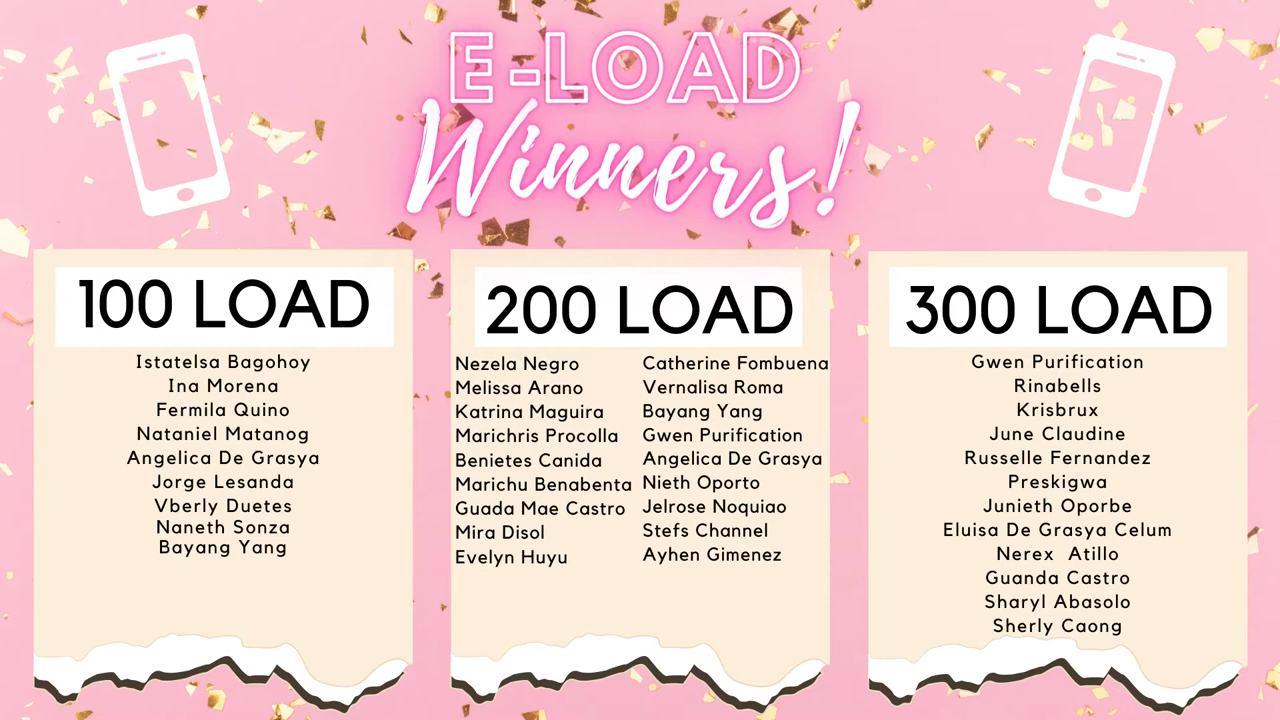 E-LOAD
Winners!
100 LOAD
Istatelsa Bagohoy
Ina Morena
Fermila Quino
Nataniel Matanog
Angelica De Grasya
Jorge Lesanda
Vberly Duetes
Naneth Sonza
Bayang Yang
200 LOAD
Nezela Negro
Melissa Arano
Katrina Maguira
Marichris Procolla
Benietes Canida
Marichu Benabenta
Guada Mae Castro
Mira Disol
Evelyn Huyu
Catherine Fombuena
Vernalisa Roma
Bayang Yang
Gwen Purification
Angelica De Grasya
Nieth Oporto
Jelrose Noquiao
Stefs Channel
Ayhen Gimenez
300 LOAD
Gwen Purification
Rinabells
Krisbrux
June Claudine
Russelle Fernandez
Preskigwa
Junieth Oporbe
Eluisa De Grasya Celum
Nerex  Atillo
Guanda Castro
Sharyl Abasolo
Sherly Caong